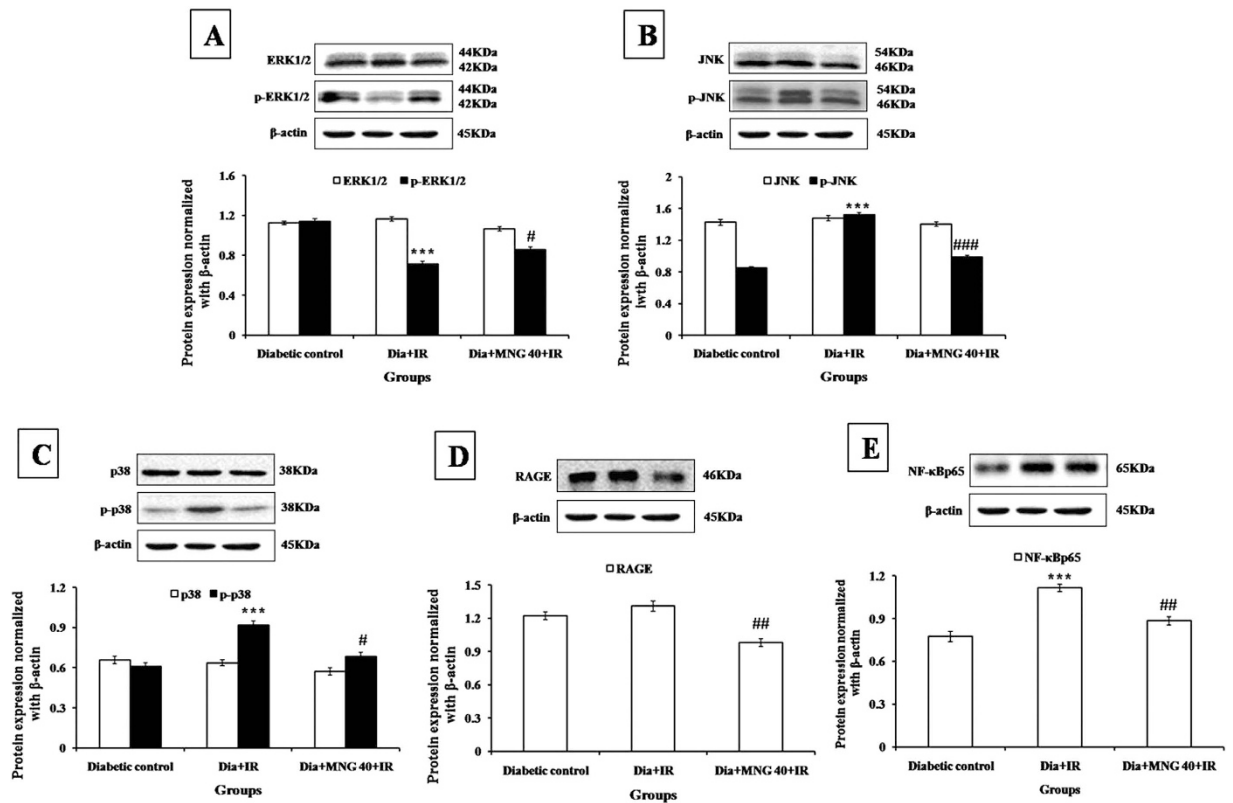 A
ERK1/2
44KDa
42KDa
p-ERK1/2
44KDa
42KDa
β-actin
45KDa
ERK1/2 p-ERK1/2
Protein expression normalized
with β-actin
1.6
1.2
0.8
0.4
0
***
#
Diabetic control Dia+IR Dia+MNG 40+IR
Groups
B
JNK
54KDa
46KDa
p-JNK
54KDa
46KDa
β-actin
45KDa
JNK p-JNK
Protein expression normalized
iwth β-actin
2
1.6
1.2
0.8
0.4
0
***
###
Diabetic control Dia+IR Dia+MNG 40+IR
Groups
C
p38
38KDa
p-p38
38KDa
β-actin
45KDa
p38 p-p38
Protein expression normalized
with β-actin
1.2
0.9
0.6
0.3
0
***
#
Diabetic control Dia+IR Dia+MNG 40+IR
Groups
D
RAGE
46KDa
β-actin
45KDa
RAGE
Protein expression normalized
with β-actin
1.5
1.2
0.9
0.6
0.3
0
##
Diabetic control Dia+IR Dia+MNG 40+IR
Groups
E
NF-κBp65
65KDa
β-actin
45KDa
NF-κBp65
Protein expression normalized
with β-actin
1.2
0.9
0.6
0.3
0
***
##
Diabetic control Dia+IR Dia+MNG 40+IR
Groups